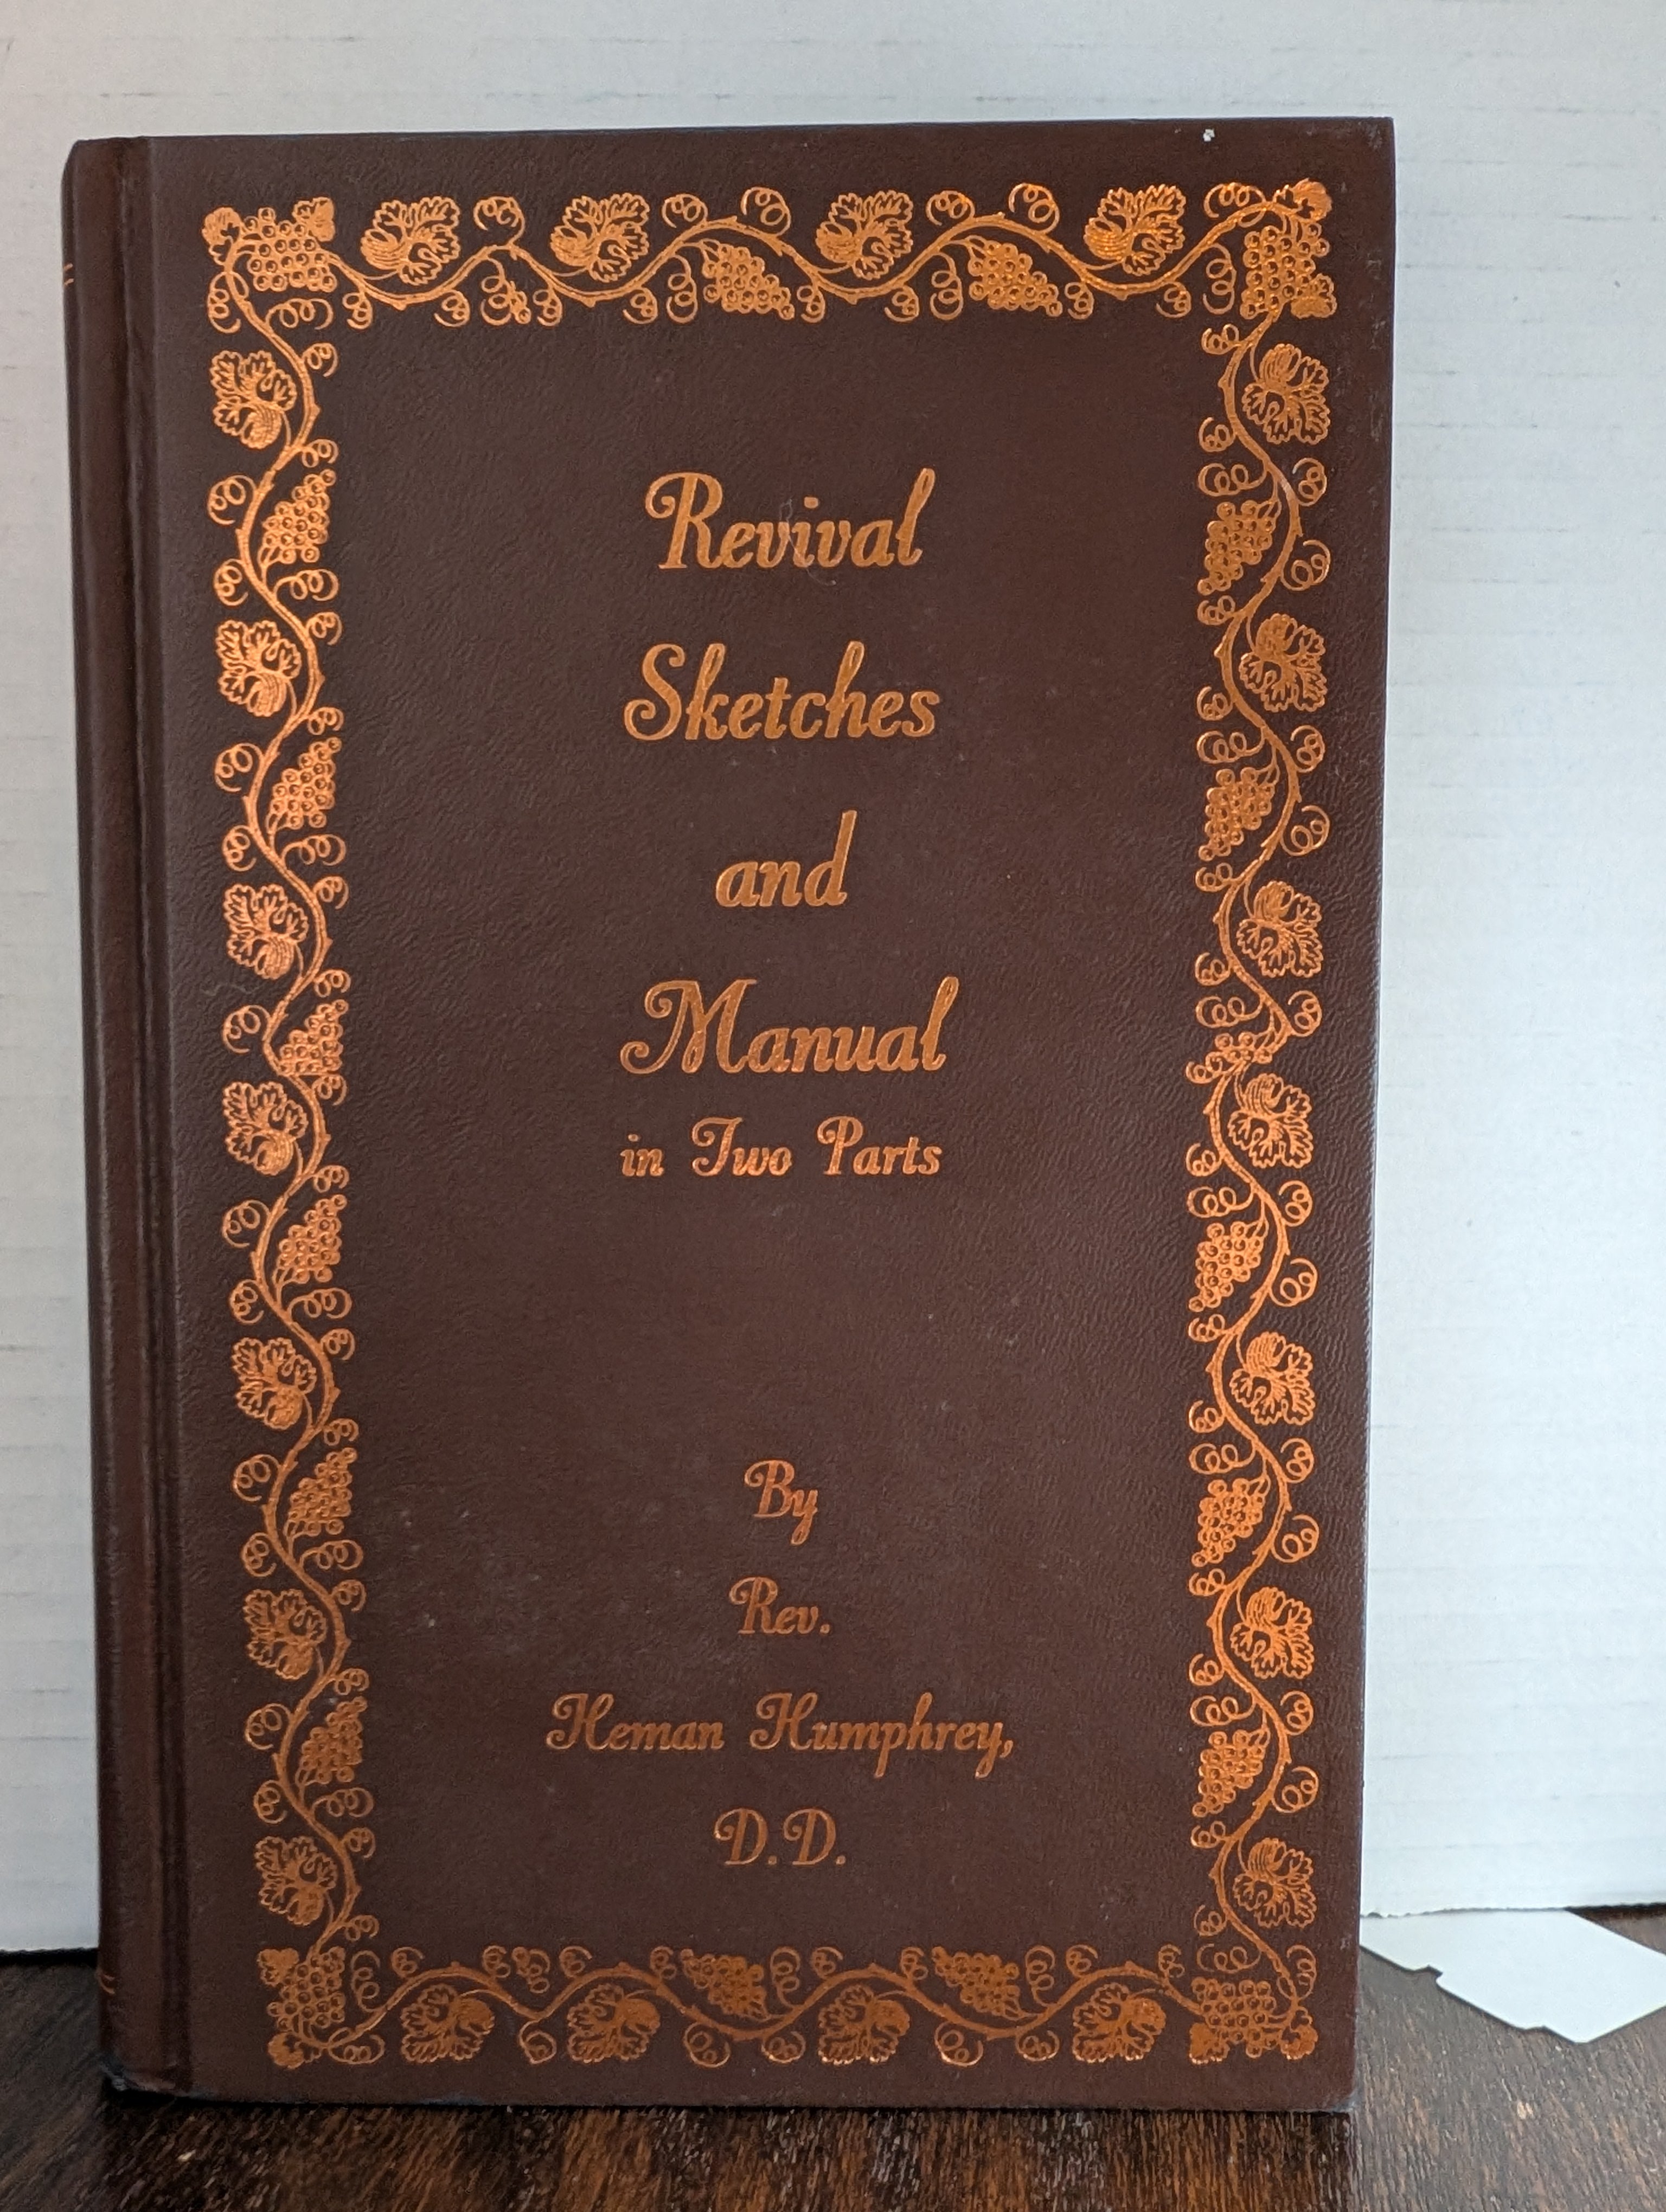 Revival
Sketches
and
Manual
in Two Parts
By
Rev.
Heman Humphrey,
D.D.